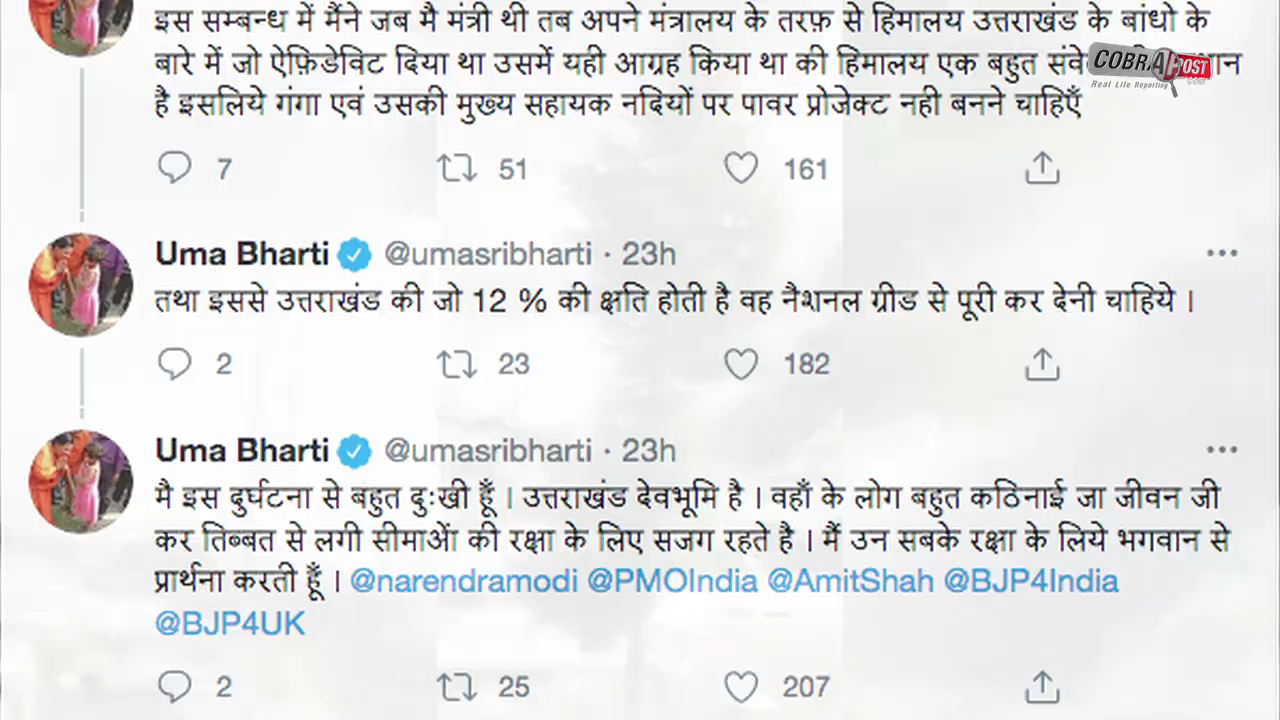 इस सम्बन्ध में मैंने जब मै मंत्री थी तब अपने मंत्रालय के तरफ़ से हिमालय उत्तराखंड के बांधो के
बारे में जो ऐफ़िडेविट दिया था उसमें यही आग्रह किया था की हिमालय एक बहुत
है इसलिये गंगा एवं उसकी मुख्य सहायक नदियों पर पावर प्रोजेक्ट नही बनने चाहिएँ
COBRAPOST.COM
Real Life Reporting
7 51 161
Uma Bharti @umasribharti · 23h
तथा इससे उत्तराखंड की जो 12 % की क्षति होती है वह नैशनल ग्रीड से पूरी कर देनी चाहिये ।
2 23 182
Uma Bharti @umasribharti · 23h
मै इस दुर्घटना से बहुत दुःखी हूँ । उत्तराखंड देवभूमि है । वहाँ के लोग बहुत कठिनाई जा जीवन जी
कर तिब्बत से लगी सीमाओं की रक्षा के लिए सजग रहते है । मैं उन सबके रक्षा के लिये भगवान से
प्रार्थना करती हूँ । @narendramodi @PMOIndia @AmitShah @BJP4India
@BJP4UK
2 25 207